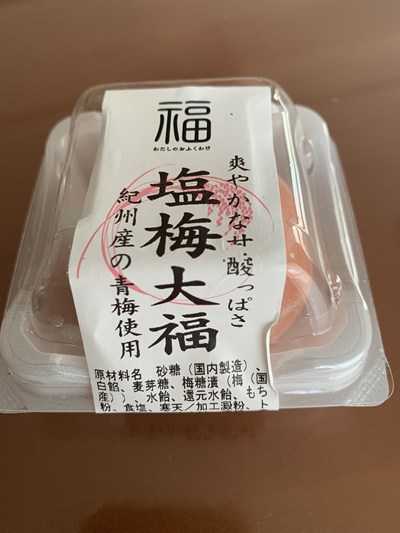 福
わたしのおふくわけ
爽やかな甘酸っぱさ
塩梅大福
紀州産の青梅使用
原材料名 砂糖（国内製造）、
白餡、麦芽糖、梅糖漬（梅（国
産））、水飴、還元水飴、もち
粉、食塩、寒天／加工澱粉、ト